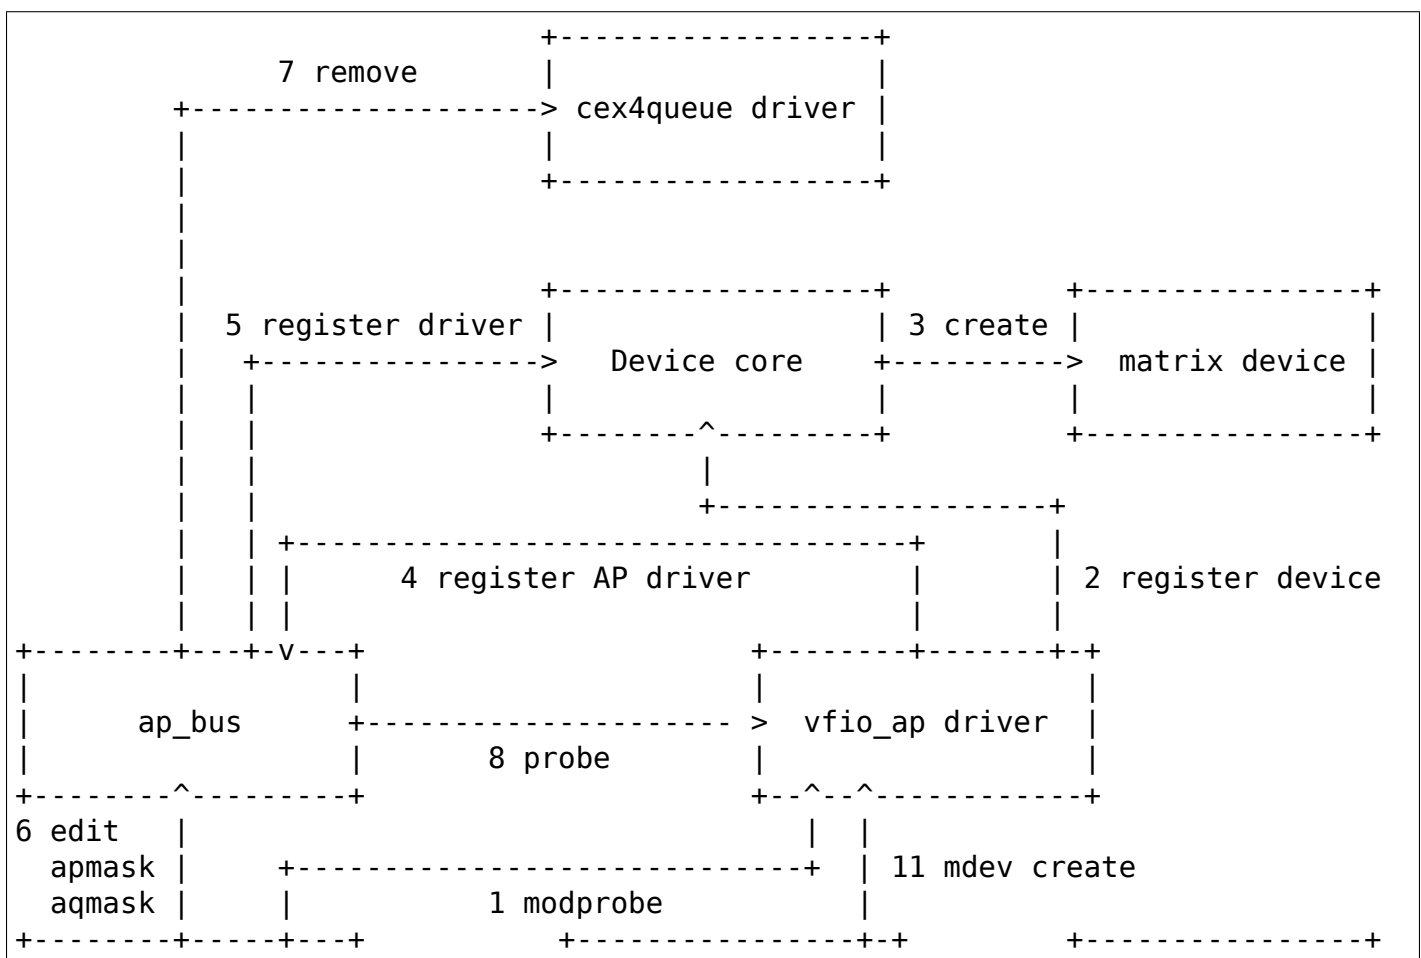 7 remove
cex4queue driver
5 register driver
3 create
Device core
matrix device
4 register AP driver
2 register device
ap_bus
vfio_ap driver
8 probe
6 edit
apmask
11 mdev create
aqmask
1 modprobe